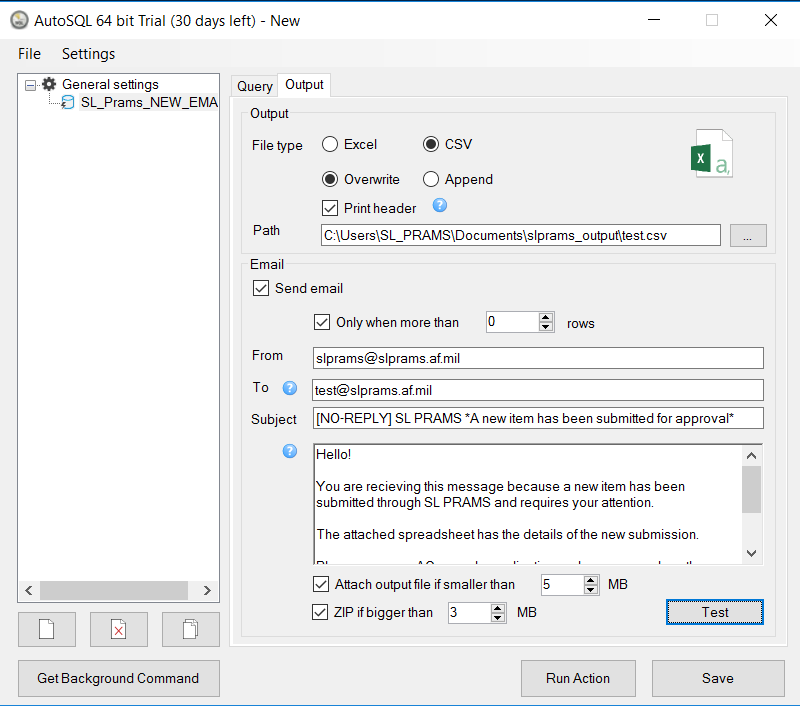 AutoSQL 64 bit Trial (30 days left) - New
File Settings
General settings
SL_Prams_NEW_EMA
Query Output
Output
File type Excel CSV
Overwrite Append
Print header
Path C:\Users\SL_PRAMS\Documents\slprams_output\test.csv ...
Email
Send email
Only when more than 0 rows
From slprams@slprams.af.mil
To test@slprams.af.mil
Subject [NO-REPLY] SL PRAMS *A new item has been submitted for approval*
Hello!
You are recieving this message because a new item has been
submitted through SL PRAMS and requires your attention.
The attached spreadsheet has the details of the new submission.
Attach output file if smaller than 5 MB
ZIP if bigger than 3 MB Test
Get Background Command Run Action Save